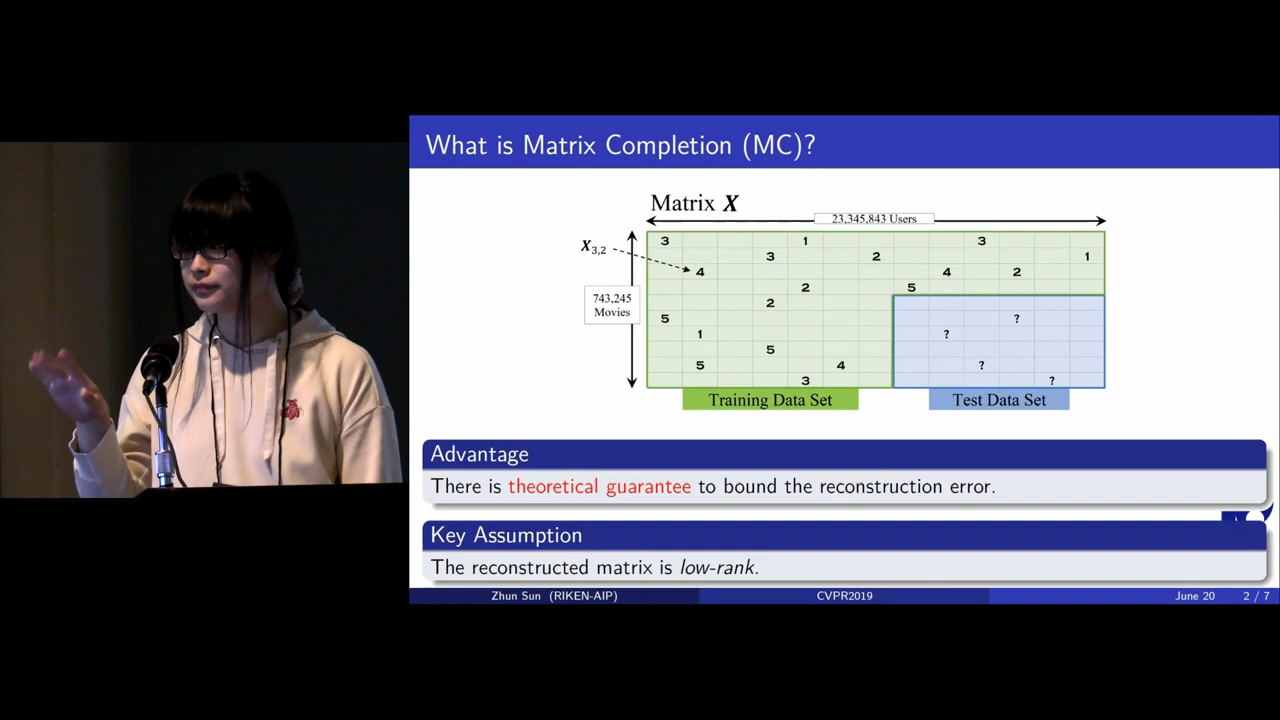 What is Matrix Completion (MC)?
Matrix X
23,345,843 Users
X3,2
743,245
Movies
3 1 3
3 2 1
4 4 2
2 5
2
5 ?
1 ?
5
5 4 ?
3 ?
Training Data Set
Test Data Set
Advantage
There is theoretical guarantee to bound the reconstruction error.
Key Assumption
The reconstructed matrix is low-rank.
Zhun Sun (RIKEN-AIP) CVPR2019 June 20 2 / 7